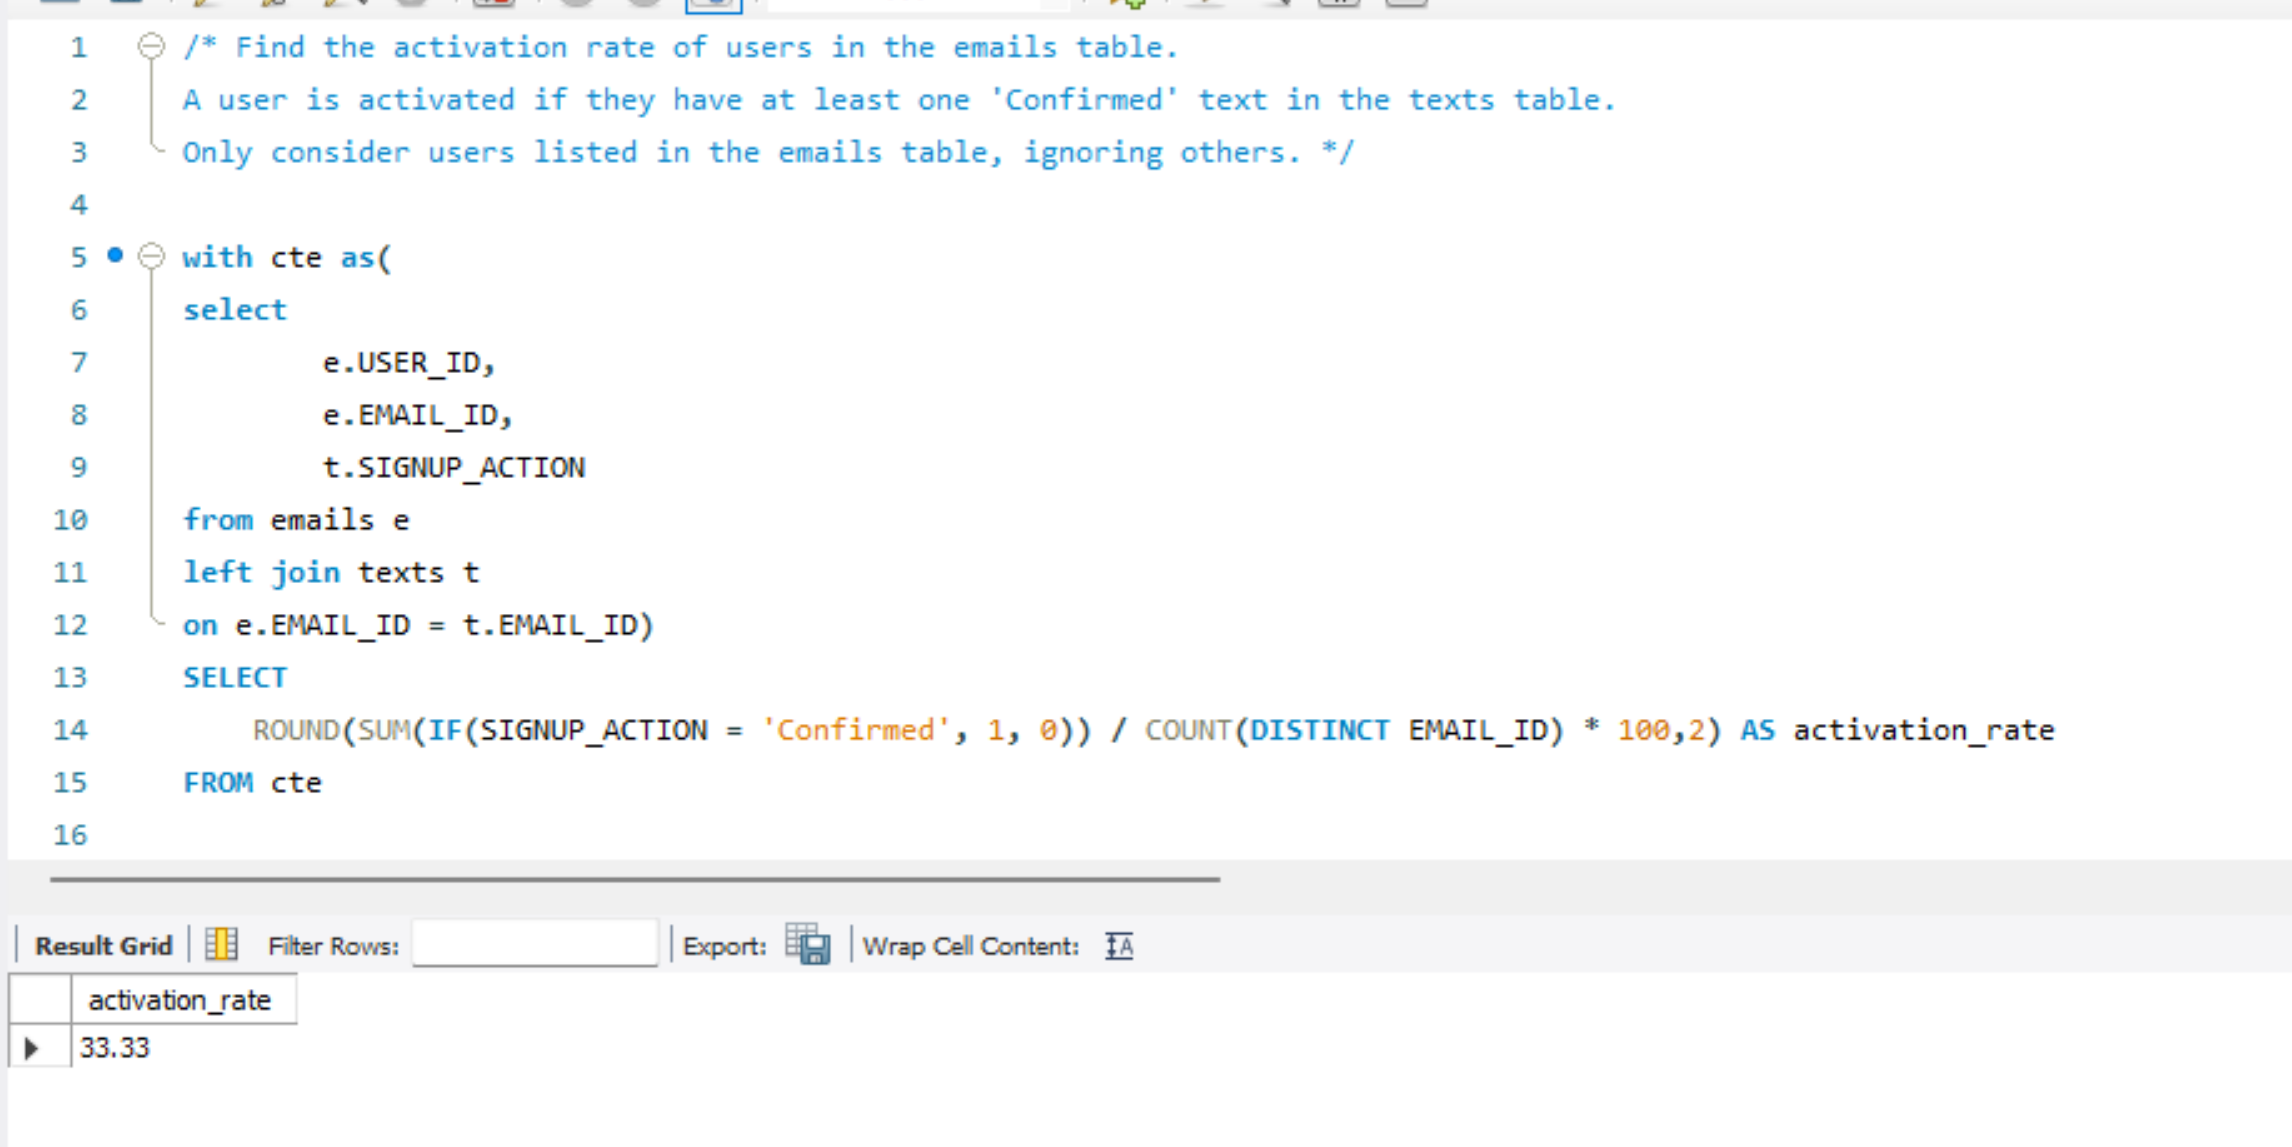 1 /* Find the activation rate of users in the emails table.
2 A user is activated if they have at least one 'Confirmed' text in the texts table.
3 Only consider users listed in the emails table, ignoring others. */
4
5 with cte as(
6 select
7 e.USER_ID,
8 e.EMAIL_ID,
9 t.SIGNUP_ACTION
10 from emails e
11 left join texts t
12 on e.EMAIL_ID = t.EMAIL_ID)
13 SELECT
14 ROUND(SUM(IF(SIGNUP_ACTION = 'Confirmed', 1, 0)) / COUNT(DISTINCT EMAIL_ID) * 100,2) AS activation_rate
15 FROM cte
16
Result Grid Filter Rows: Export: Wrap Cell Content: IA
activation_rate
33.33